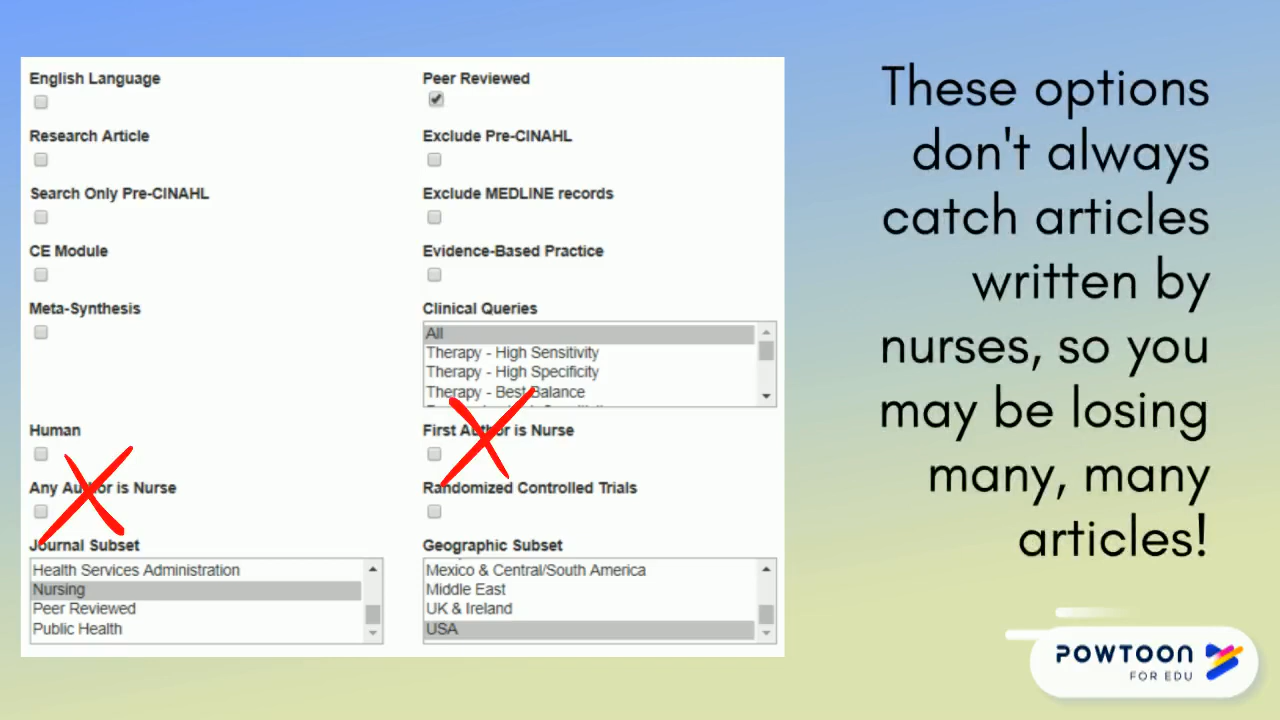 English Language
Peer Reviewed
Research Article
Exclude Pre-CINAHL
Search Only Pre-CINAHL
Exclude MEDLINE records
CE Module
Evidence-Based Practice
Meta-Synthesis
Clinical Queries
All
Therapy - High Sensitivity
Therapy - High Specificity
Therapy - Best Balance
Human
First Author is Nurse
Any Author is Nurse
Randomized Controlled Trials
Journal Subset
Health Services Administration
Nursing
Peer Reviewed
Public Health
Geographic Subset
Mexico & Central/South America
Middle East
UK & Ireland
USA
These options
don't always
catch articles
written by
nurses, so you
may be losing
many, many
articles!
POWTOON
FOR EDU